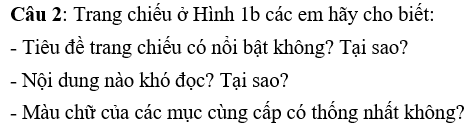 Câu 2: Trang chiếu ở Hình 1b các em hãy cho biết:
- Tiêu đề trang chiếu có nổi bật không? Tại sao?
- Nội dung nào khó đọc? Tại sao?
- Màu chữ của các mục cùng cấp có thống nhất không?